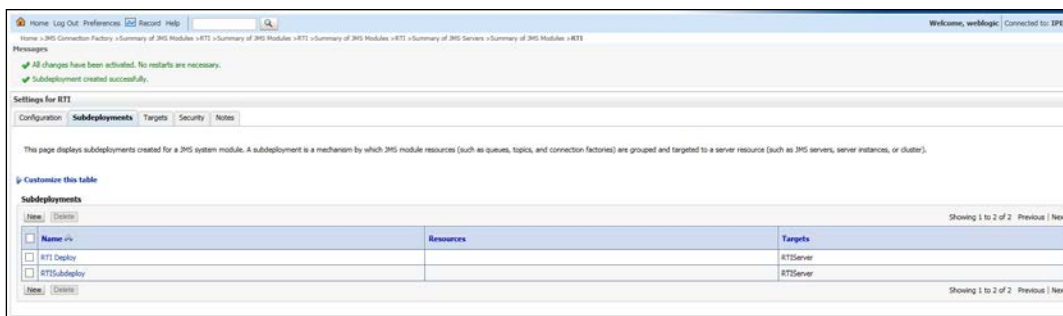 Home Log Out Preferences Record Help
Welcome, weblogic Connected to: IPE
Home >JMS Connection Factory >Summary of JMS Modules >RTI >Summary of JMS Modules >RTI >Summary of JMS Modules >RTI >Summary of JMS Servers >Summary of JMS Modules >RTI
Messages
All changes have been activated. No restarts are necessary.
Subdeployment created successfully.
Settings for RTI
Configuration Subdeployments Targets Security Notes
This page displays subdeployments created for a JMS system module. A subdeployment is a mechanism by which JMS module resources (such as queues, topics, and connection factories) are grouped and targeted to a server resource (such as JMS servers, server instances, or cluster).
Customize this table
Subdeployments
New Delete Showing 1 to 2 of 2 Previous | Nex
Name Resources Targets
RTI Deploy RTIServer
RTISubdeploy RTIServer
New Delete Showing 1 to 2 of 2 Previous | Nex